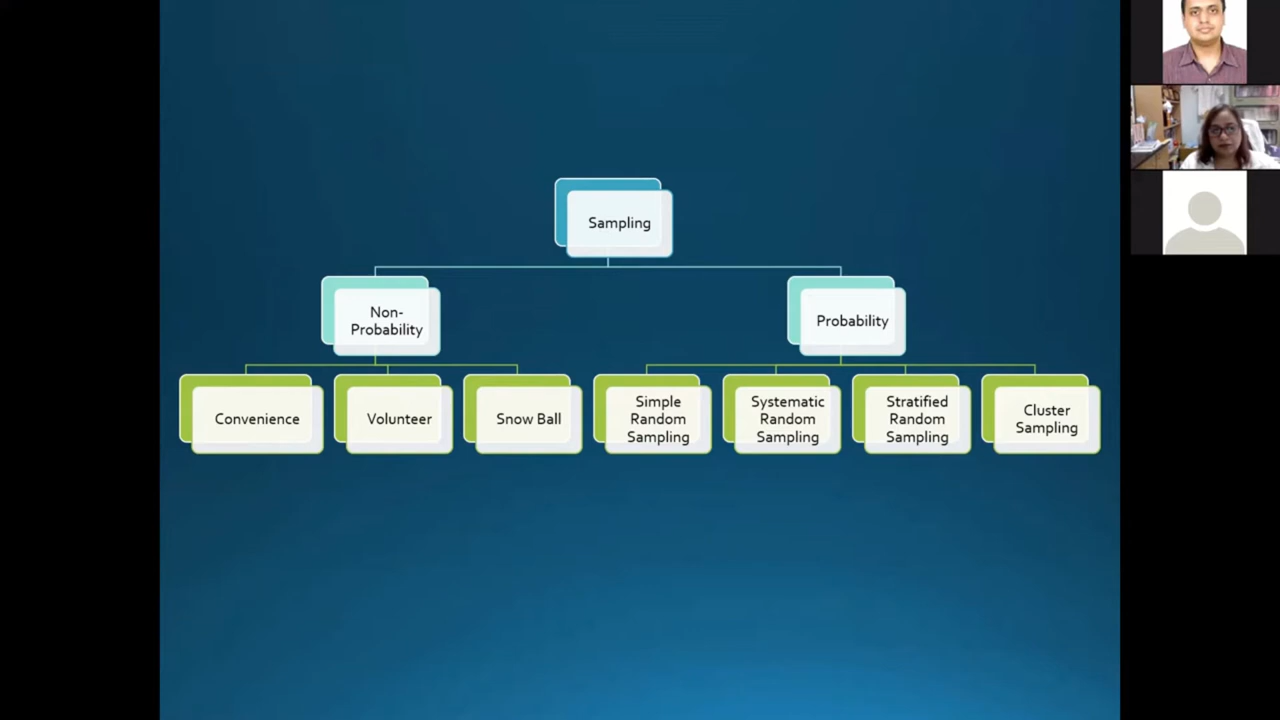 Sampling
Non-
Probability
Probability
Convenience
Volunteer
Snow Ball
Simple
Random
Sampling
Systematic
Random
Sampling
Stratified
Random
Sampling
Cluster
Sampling